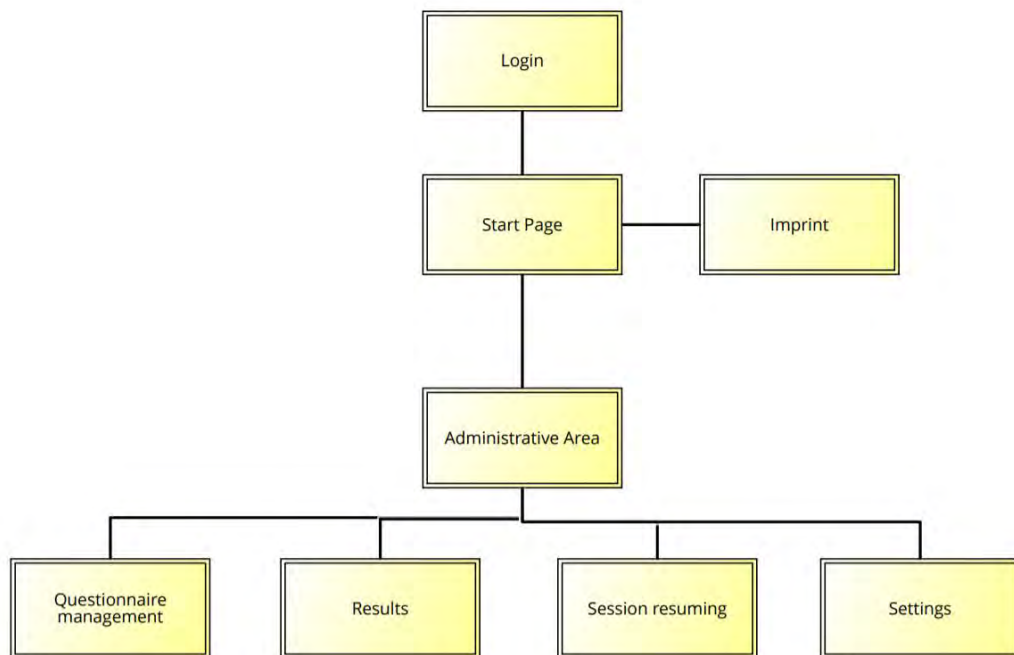 Login
Start Page
Imprint
Administrative Area
Questionnaire
management
Results
Session resuming
Settings